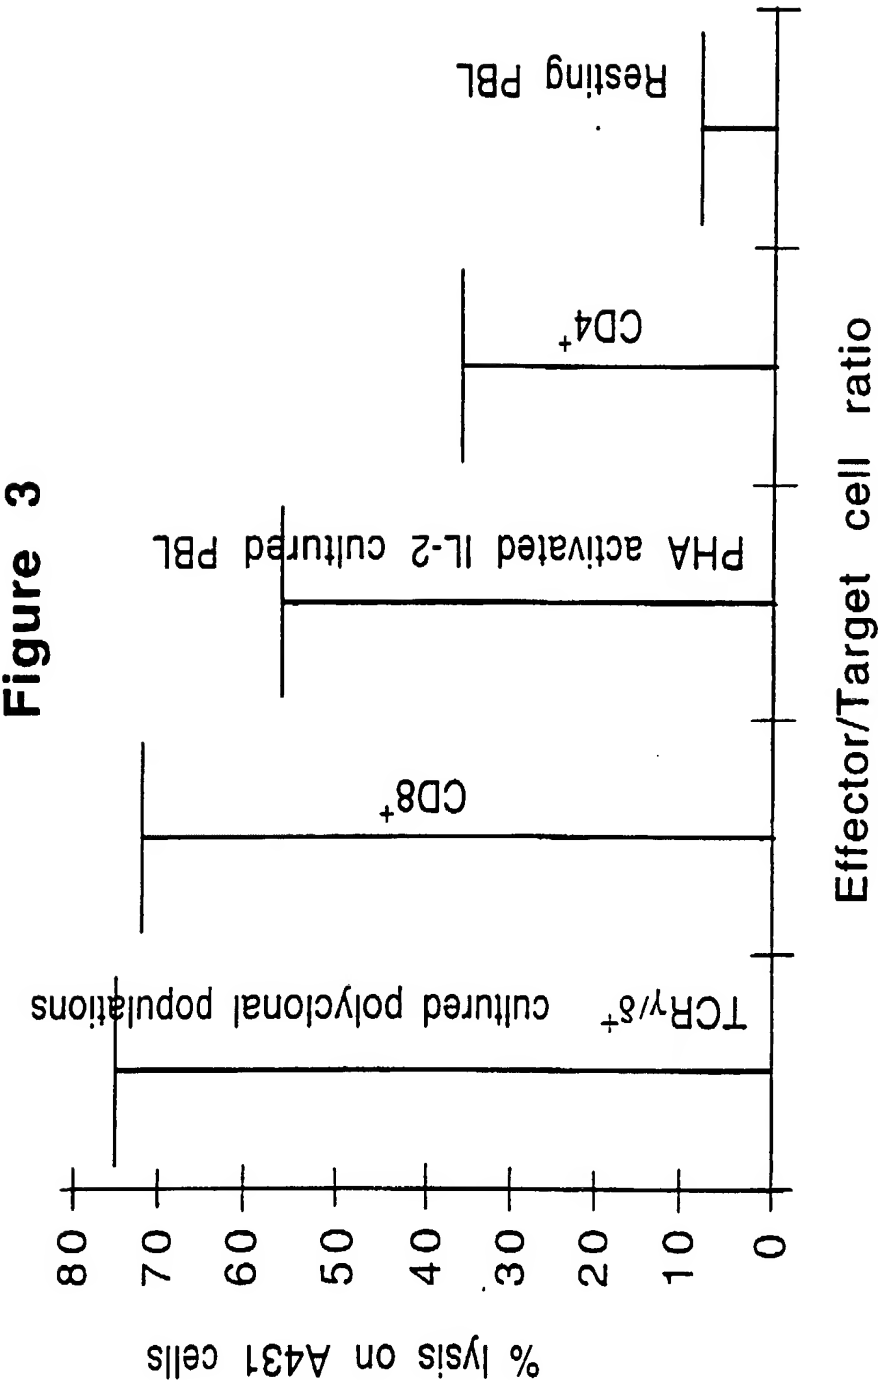 Figure 3
% lysis on A431 cells
80
70
60
50
40
30
20
10
0
TCRγ/δ+ cultured polyclonal populations
CD8+
PHA activated IL-2 cultured PBL
CD4+
Resting PBL
Effector/Target cell ratio